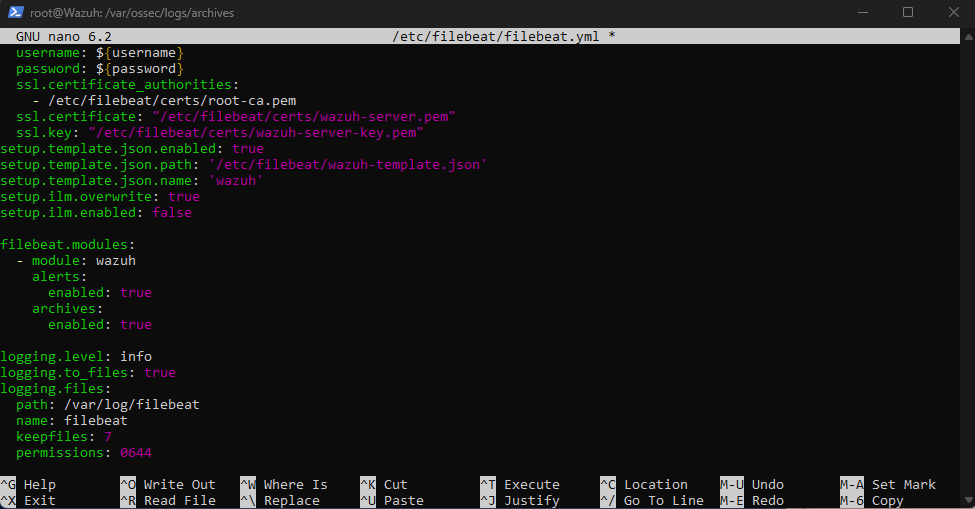 root@Wazuh: /var/ossec/logs/archives
GNU nano 6.2 /etc/filebeat/filebeat.yml *
  username: ${username}
  password: ${password}
  ssl.certificate_authorities:
    - /etc/filebeat/certs/root-ca.pem
  ssl.certificate: "/etc/filebeat/certs/wazuh-server.pem"
  ssl.key: "/etc/filebeat/certs/wazuh-server-key.pem"
setup.template.json.enabled: true
setup.template.json.path: '/etc/filebeat/wazuh-template.json'
setup.template.json.name: 'wazuh'
setup.ilm.overwrite: true
setup.ilm.enabled: false

filebeat.modules:
  - module: wazuh
    alerts:
      enabled: true
    archives:
      enabled: true

logging.level: info
logging.to_files: true
logging.files:
  path: /var/log/filebeat
  name: filebeat
  keepfiles: 7
  permissions: 0644

^G Help ^O Write Out ^W Where Is ^K Cut ^T Execute ^C Location M-U Undo M-A Set Mark
^X Exit ^R Read File ^\ Replace ^U Paste ^J Justify ^/ Go To Line M-E Redo M-6 Copy